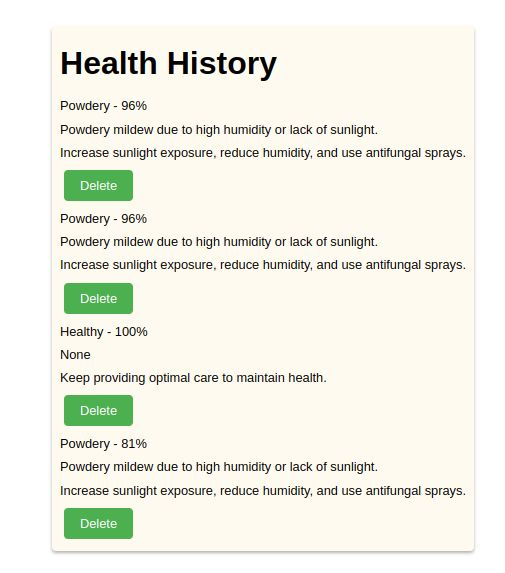 Health History
Powdery - 96%
Powdery mildew due to high humidity or lack of sunlight.
Increase sunlight exposure, reduce humidity, and use antifungal sprays.
Delete
Powdery - 96%
Powdery mildew due to high humidity or lack of sunlight.
Increase sunlight exposure, reduce humidity, and use antifungal sprays.
Delete
Healthy - 100%
None
Keep providing optimal care to maintain health.
Delete
Powdery - 81%
Powdery mildew due to high humidity or lack of sunlight.
Increase sunlight exposure, reduce humidity, and use antifungal sprays.
Delete